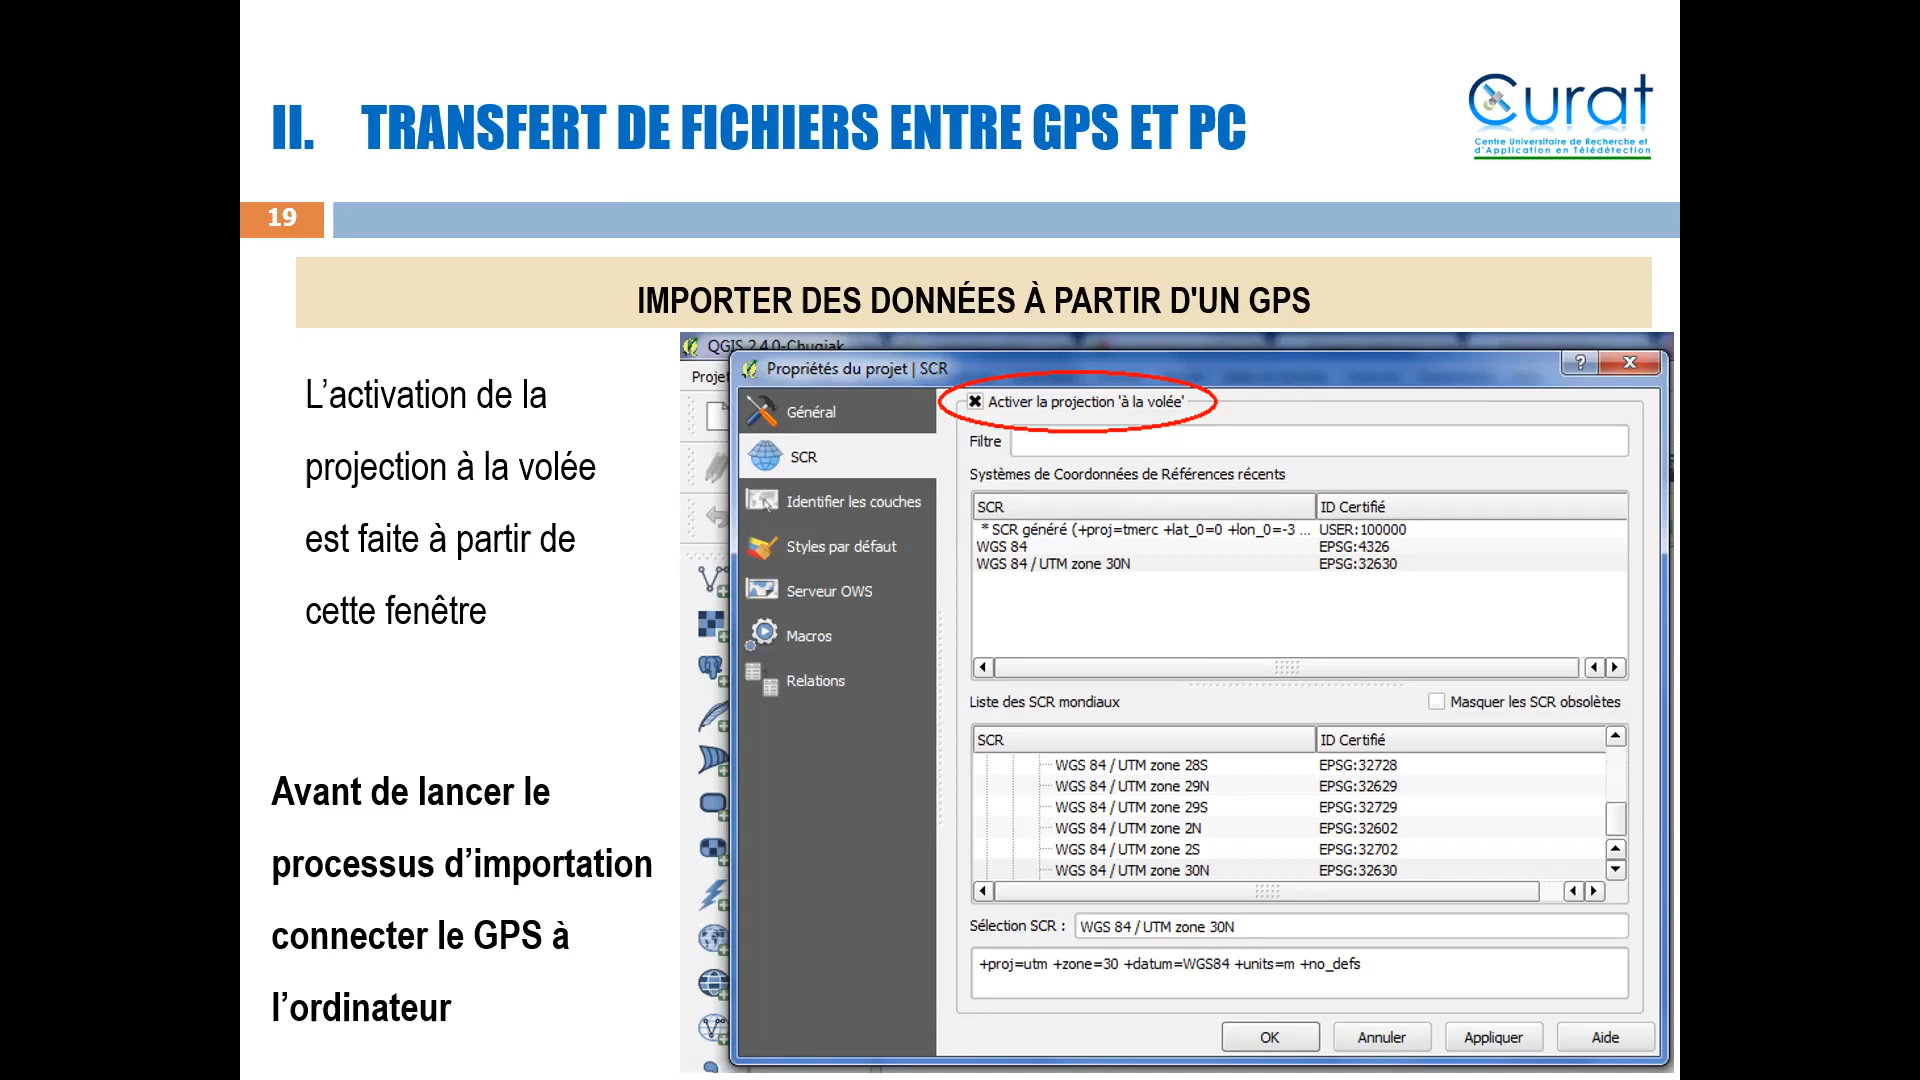 II. TRANSFERT DE FICHIERS ENTRE GPS ET PC
Curat
Centre Universitaire de Recherche et
d'Application en Télédétection
19
IMPORTER DES DONNÉES À PARTIR D'UN GPS
L’activation de la
projection à la volée
est faite à partir de
cette fenêtre
Avant de lancer le
processus d’importation
connecter le GPS à
l’ordinateur
QGIS 2.4.0-Chugiak
Projet
Propriétés du projet | SCR
Général
SCR
Identifier les couches
Styles par défaut
Serveur OWS
Macros
Relations
Activer la projection 'à la volée'
Filtre
Systèmes de Coordonnées de Références récents
SCR ID Certifié
* SCR généré (+proj=tmerc +lat_0=0 +lon_0=-3 ... USER:100000
WGS 84 EPSG:4326
WGS 84 / UTM zone 30N EPSG:32630
Liste des SCR mondiaux Masquer les SCR obsolètes
SCR ID Certifié
WGS 84 / UTM zone 28S EPSG:32728
WGS 84 / UTM zone 29N EPSG:32629
WGS 84 / UTM zone 29S EPSG:32729
WGS 84 / UTM zone 2N EPSG:32602
WGS 84 / UTM zone 2S EPSG:32702
WGS 84 / UTM zone 30N EPSG:32630
Sélection SCR : WGS 84 / UTM zone 30N
+proj=utm +zone=30 +datum=WGS84 +units=m +no_defs
OK Annuler Appliquer Aide